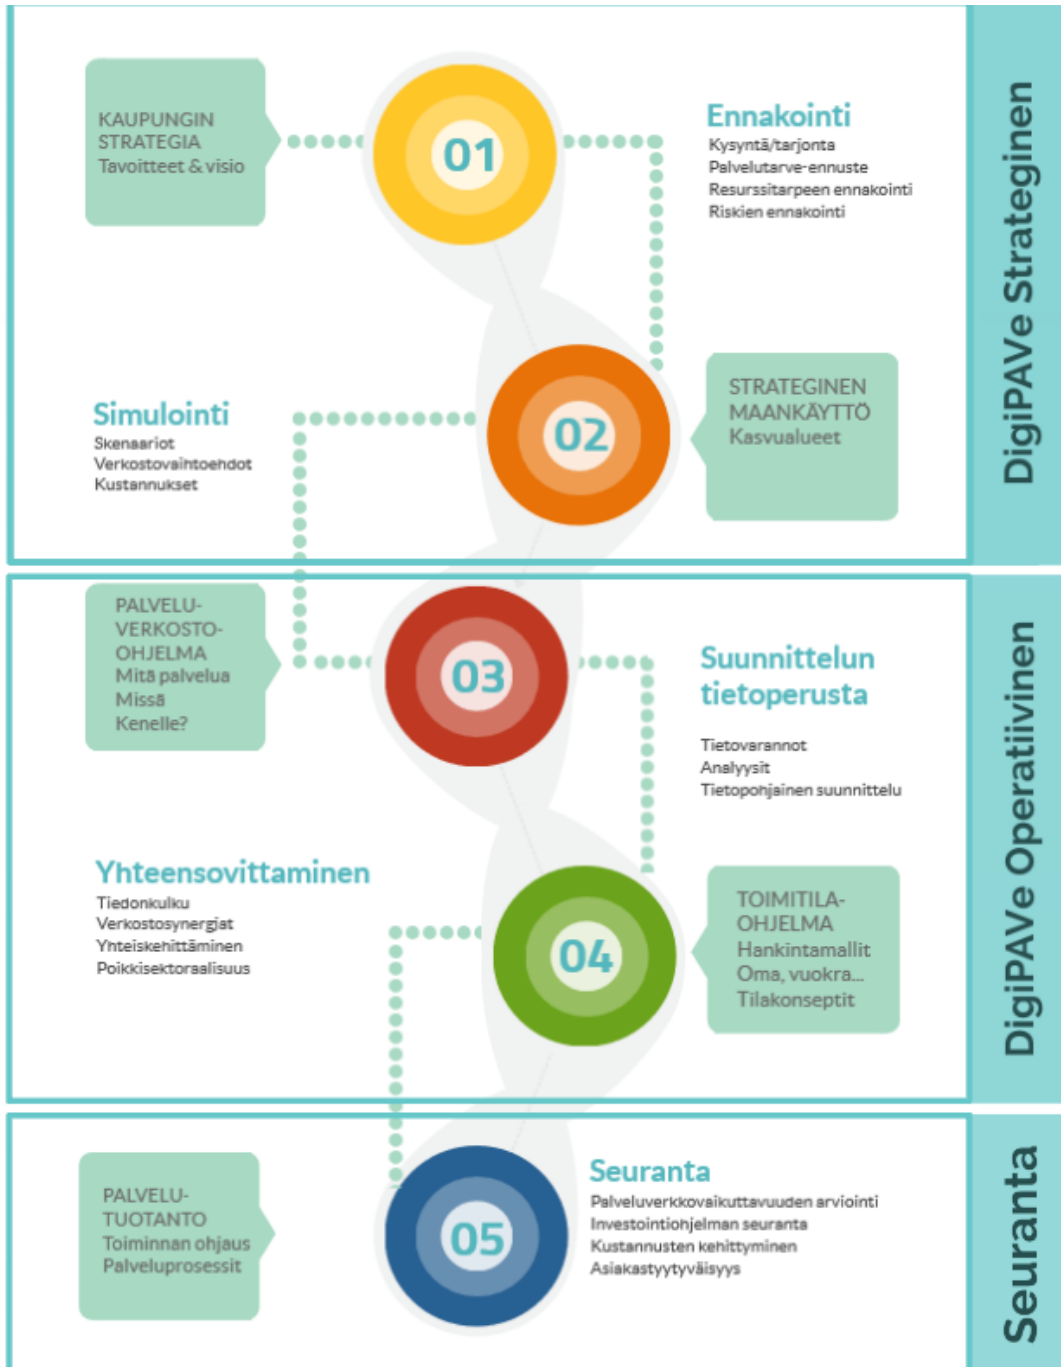 KAUPUNGIN
STRATEGIA
Tavoitteet & visio
01
Ennakointi
Kysyntä/tarjonta
Palvelutarve-ennuste
Resurssitarpeen ennakointi
Riskien ennakointi
DigiPAVe Strateginen
Simulointi
Skenaariot
Verkostovaihtoehdot
Kustannukset
02
STRATEGINEN
MAANKÄYTTÖ
Kasvualueet
PALVELU-
VERKOSTO-
OHJELMA
Mitä palvelua
Missä
Kenelle?
03
Suunnittelun
tietoperusta
Tietovarannot
Analyysit
Tietopohjainen suunnittelu
DigiPAVe Operatiivinen
Yhteensovittaminen
Tiedonkulku
Verkostosynergiat
Yhteiskehittäminen
Poikkisektoraalisuus
04
TOIMITILA-
OHJELMA
Hankintamallit
Oma, vuokra...
Tilakonseptit
PALVELU-
TUOTANTO
Toiminnan ohjaus
Palveluprosessit
05
Seuranta
Palveluverkkovaikuttavuuden arviointi
Investointiohjelman seuranta
Kustannusten kehittyminen
Asiakastyytyväisyys
Seuranta